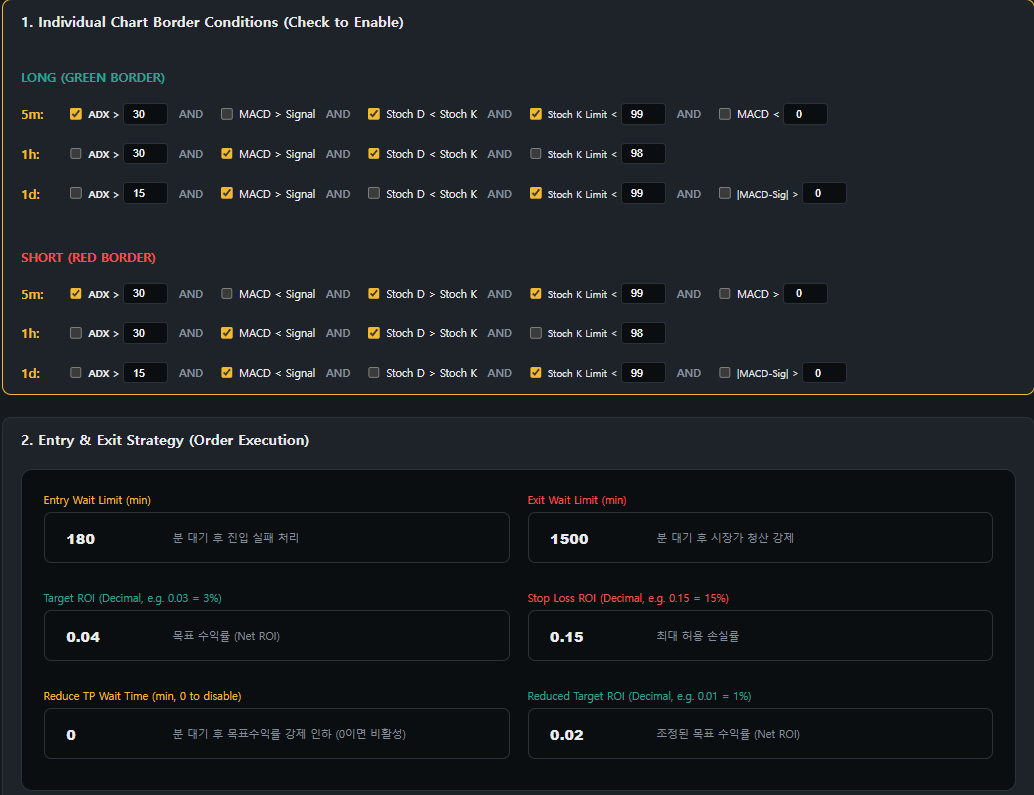 1. Individual Chart Border Conditions (Check to Enable)
LONG (GREEN BORDER)
5m: ADX > 30 AND MACD > Signal AND Stoch D < Stoch K AND Stoch K Limit < 99 AND MACD < 0
1h: ADX > 30 AND MACD > Signal AND Stoch D < Stoch K AND Stoch K Limit < 98
1d: ADX > 15 AND MACD > Signal AND Stoch D < Stoch K AND Stoch K Limit < 99 AND |MACD-Sig| > 0
SHORT (RED BORDER)
5m: ADX > 30 AND MACD < Signal AND Stoch D > Stoch K AND Stoch K Limit < 99 AND MACD > 0
1h: ADX > 30 AND MACD < Signal AND Stoch D > Stoch K AND Stoch K Limit < 98
1d: ADX > 15 AND MACD < Signal AND Stoch D > Stoch K AND Stoch K Limit < 99 AND |MACD-Sig| > 0
2. Entry & Exit Strategy (Order Execution)
Entry Wait Limit (min)
180 분 대기 후 진입 실패 처리
Exit Wait Limit (min)
1500 분 대기 후 시장가 청산 강제
Target ROI (Decimal, e.g. 0.03 = 3%)
0.04 목표 수익률 (Net ROI)
Stop Loss ROI (Decimal, e.g. 0.15 = 15%)
0.15 최대 허용 손실률
Reduce TP Wait Time (min, 0 to disable)
0 분 대기 후 목표수익률 강제 인하 (0이면 비활성)
Reduced Target ROI (Decimal, e.g. 0.01 = 1%)
0.02 조정된 목표 수익률 (Net ROI)